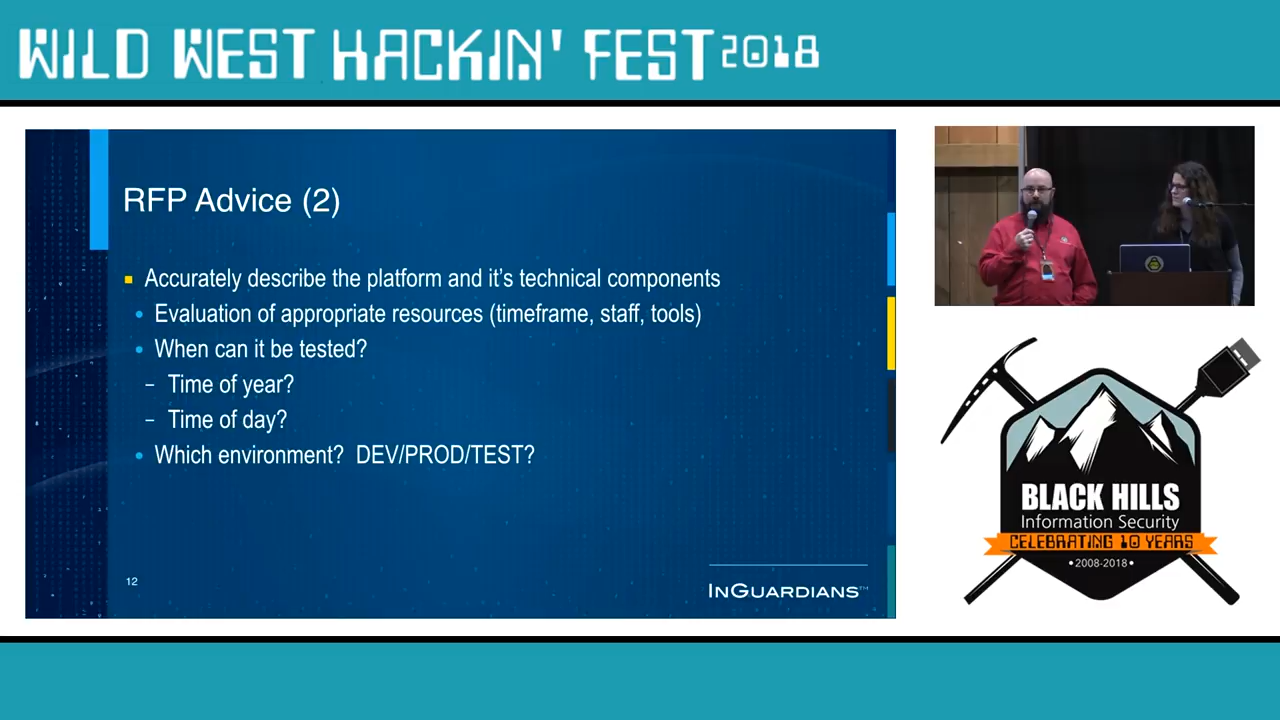 WILD WEST HACKIN' FEST 2018
RFP Advice (2)
Accurately describe the platform and it's technical components
Evaluation of appropriate resources (timeframe, staff, tools)
When can it be tested?
– Time of year?
– Time of day?
Which environment? DEV/PROD/TEST?
12
INGUARDIANS™
BLACK HILLS
Information Security
CELEBRATING 10 YEARS
•2008-2018•